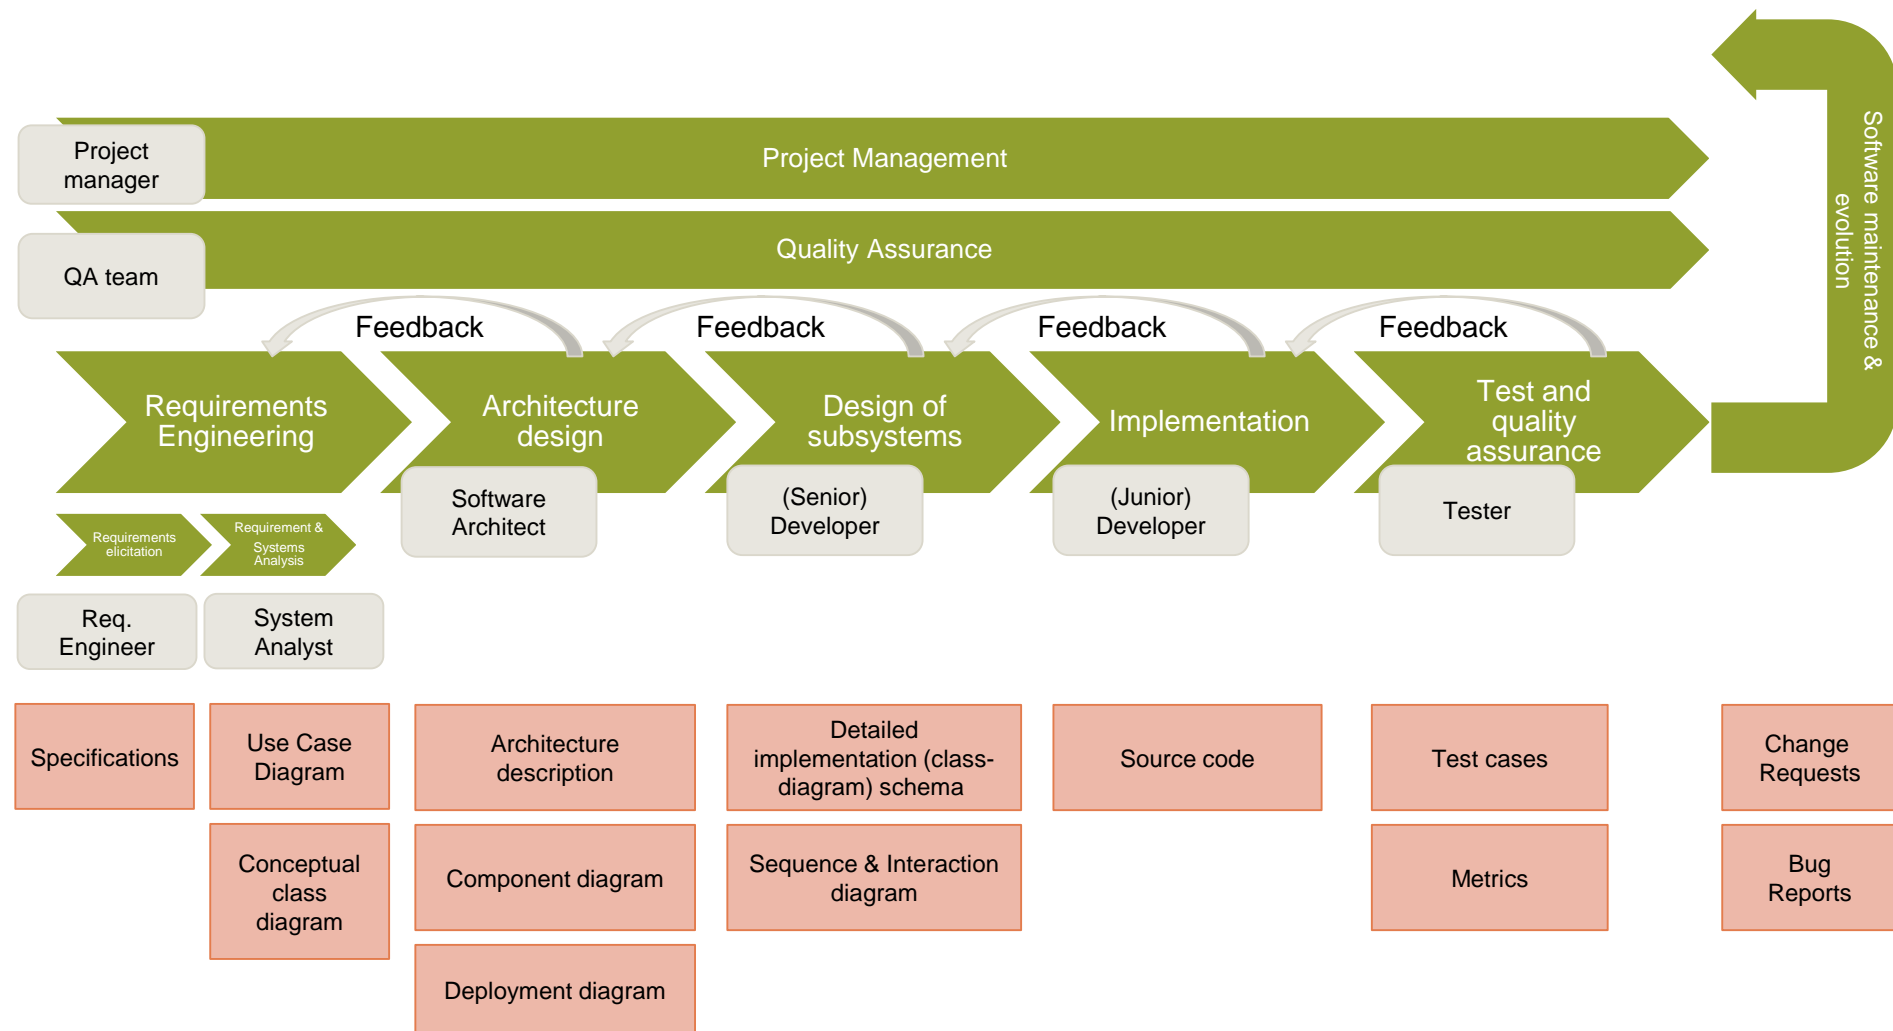 Project
manager
Project Management
QA team
Quality Assurance
Software maintenance &
evolution
Feedback
Feedback
Feedback
Feedback
Requirements
Engineering
Architecture
design
Design of
subsystems
Implementation
Test and
quality
assurance
Software
Architect
(Senior)
Developer
(Junior)
Developer
Tester
Requirements
elicitation
Requirement &
Systems
Analysis
Req.
Engineer
System
Analyst
Specifications
Use Case
Diagram
Architecture
description
Detailed
implementation (class-
diagram) schema
Source code
Test cases
Change
Requests
Conceptual
class
diagram
Component diagram
Sequence & Interaction
diagram
Metrics
Bug
Reports
Deployment diagram